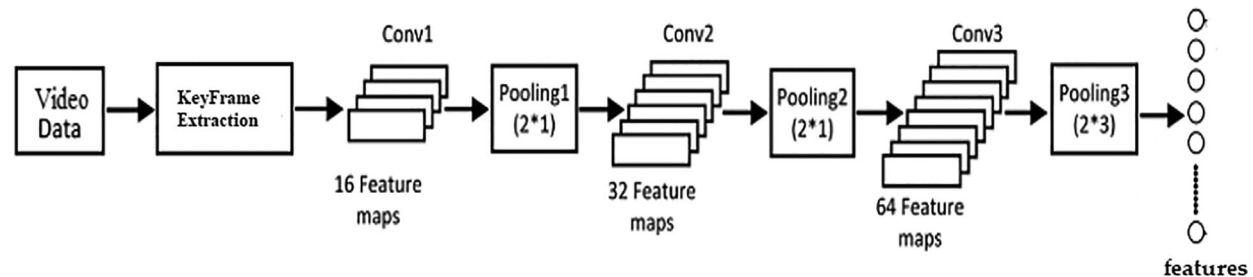 Video
Data
KeyFrame
Extraction
Conv1
16 Feature
maps
Pooling1
(2*1)
Conv2
32 Feature
maps
Pooling2
(2*1)
Conv3
64 Feature
maps
Pooling3
(2*3)
features